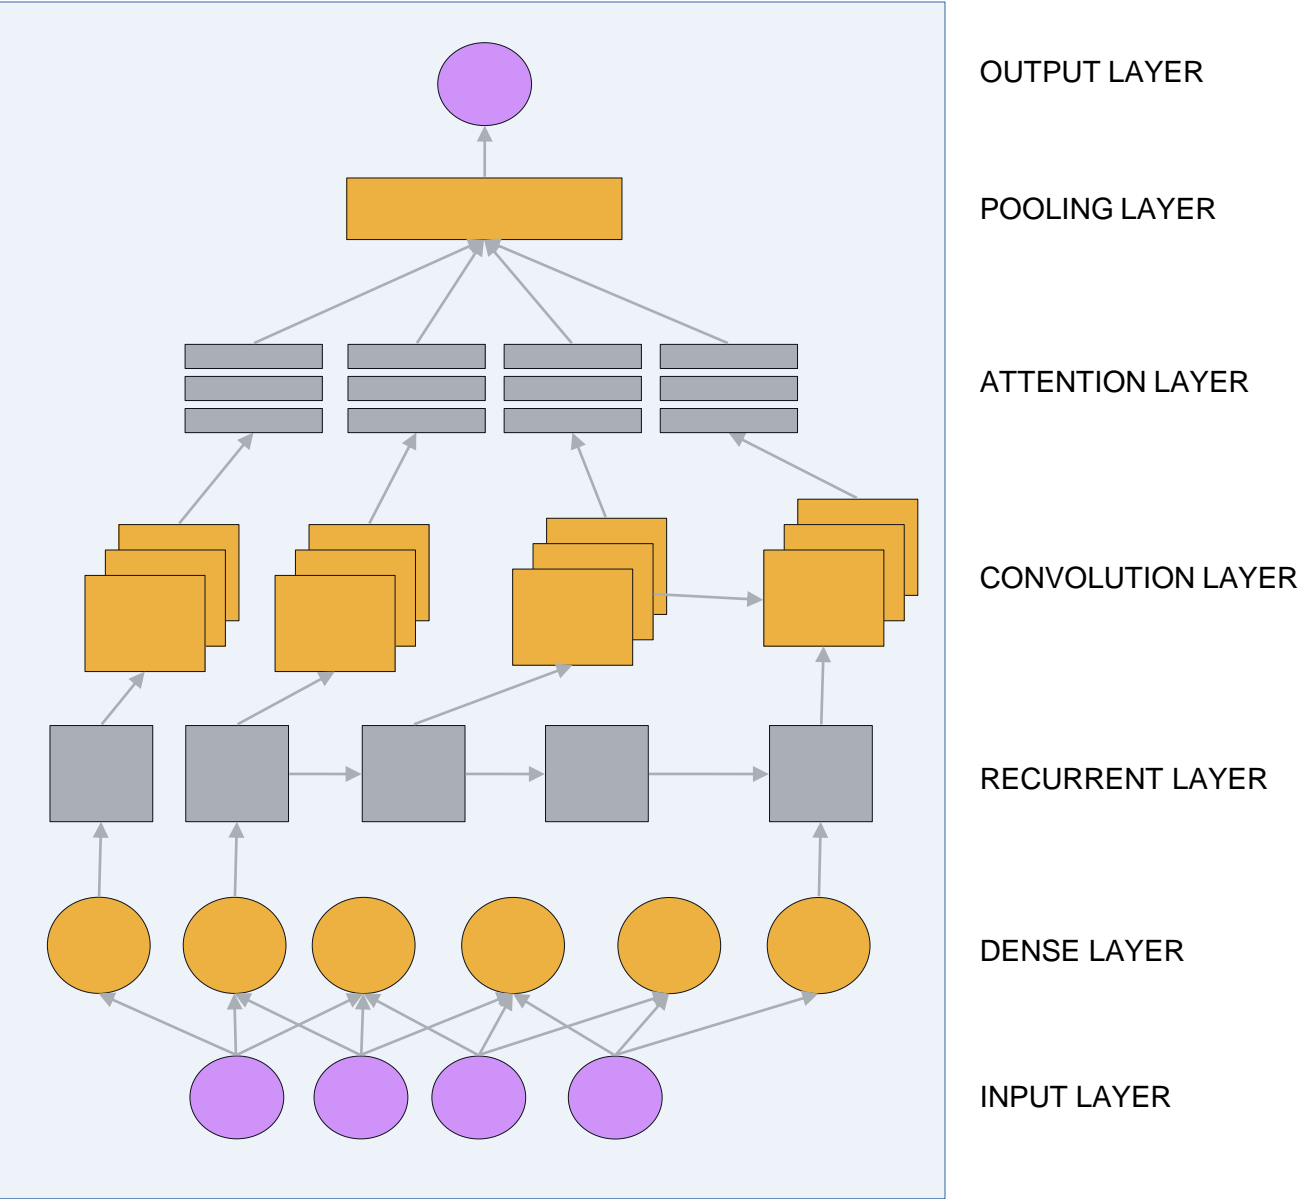 OUTPUT LAYER
POOLING LAYER
ATTENTION LAYER
CONVOLUTION LAYER
RECURRENT LAYER
DENSE LAYER
INPUT LAYER